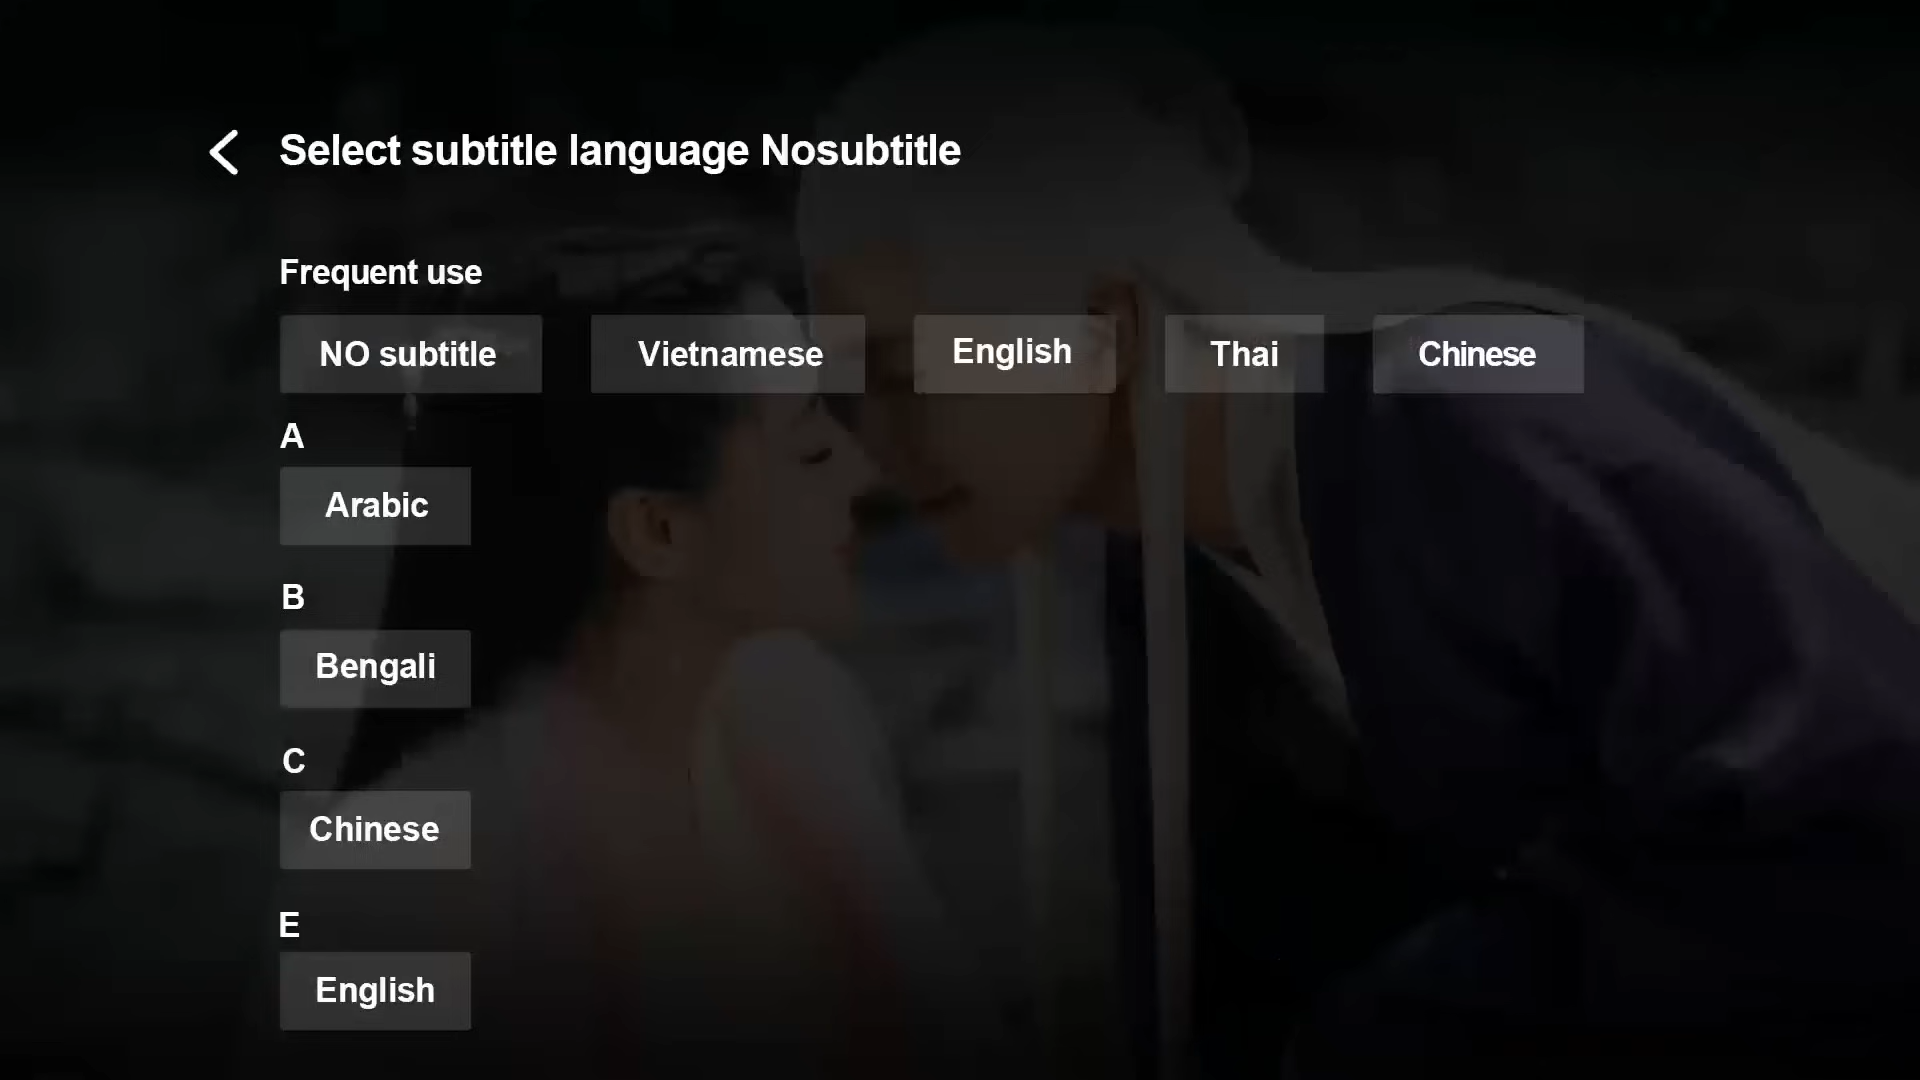 Select subtitle language Nosubtitle
Frequent use
NO subtitle Vietnamese English Thai Chinese
A
Arabic
B
Bengali
C
Chinese
E
English